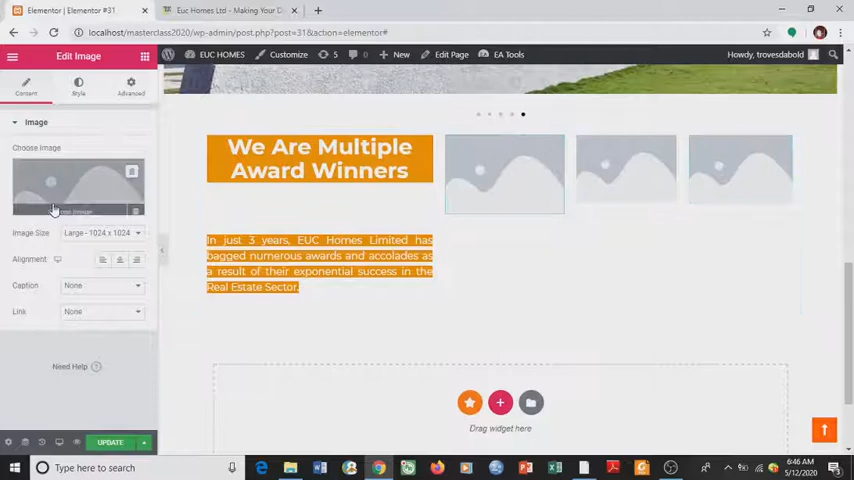 Elementor | Elementor #31
Euc Homes Ltd - Making Your D
localhost/masterclass2020/wp-admin/post.php?post=31&action=elementor#
Edit Image
EUC HOMES
Customize
5
+ New
Edit Page
EA Tools
Howdy, trovesdabold
Content
Style
Advanced
Image
Choose Image
Image Size
Large - 1024 x 1024
Alignment
Caption
None
Link
None
Need Help
UPDATE
We Are Multiple
Award Winners
In just 3 years, EUC Homes Limited has
bagged numerous awards and accolades as
a result of their exponential success in the
Real Estate Sector.
Drag widget here
Type here to search
6:46 AM
5/12/2020